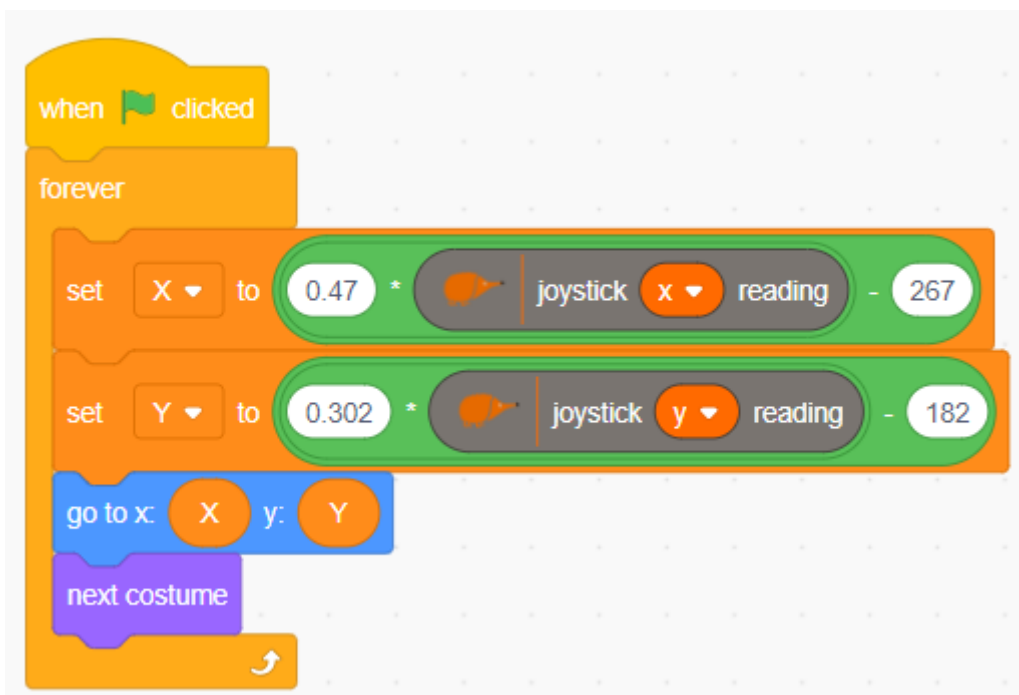 when clicked
forever
set X to 0.47 * joystick x reading - 267
set Y to 0.302 * joystick y reading - 182
go to x: X y: Y
next costume